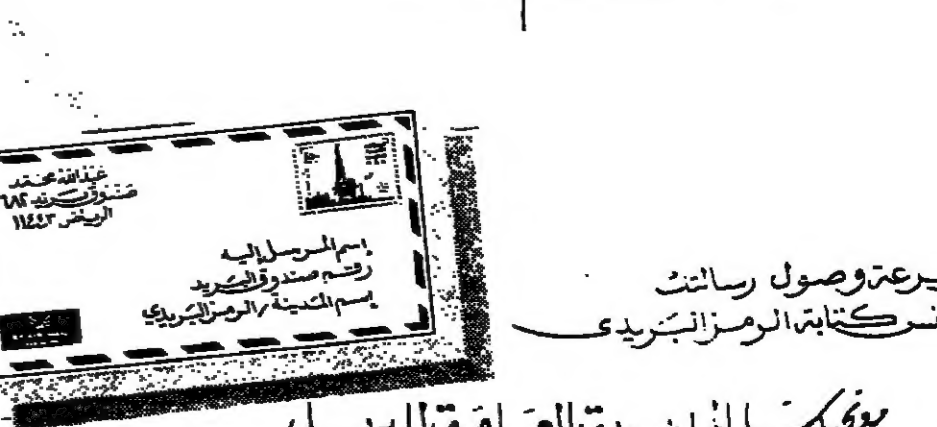 عبدالله محمد
صندوق بريد ٦٨٢
الرياض ١١٤٤٣
إسم المرسل إليه
رقم صندوق البريد
إسم المدينة / الرمز البريدي
سرعة وصول رسالتك
نس كتابة الرمز البريدي